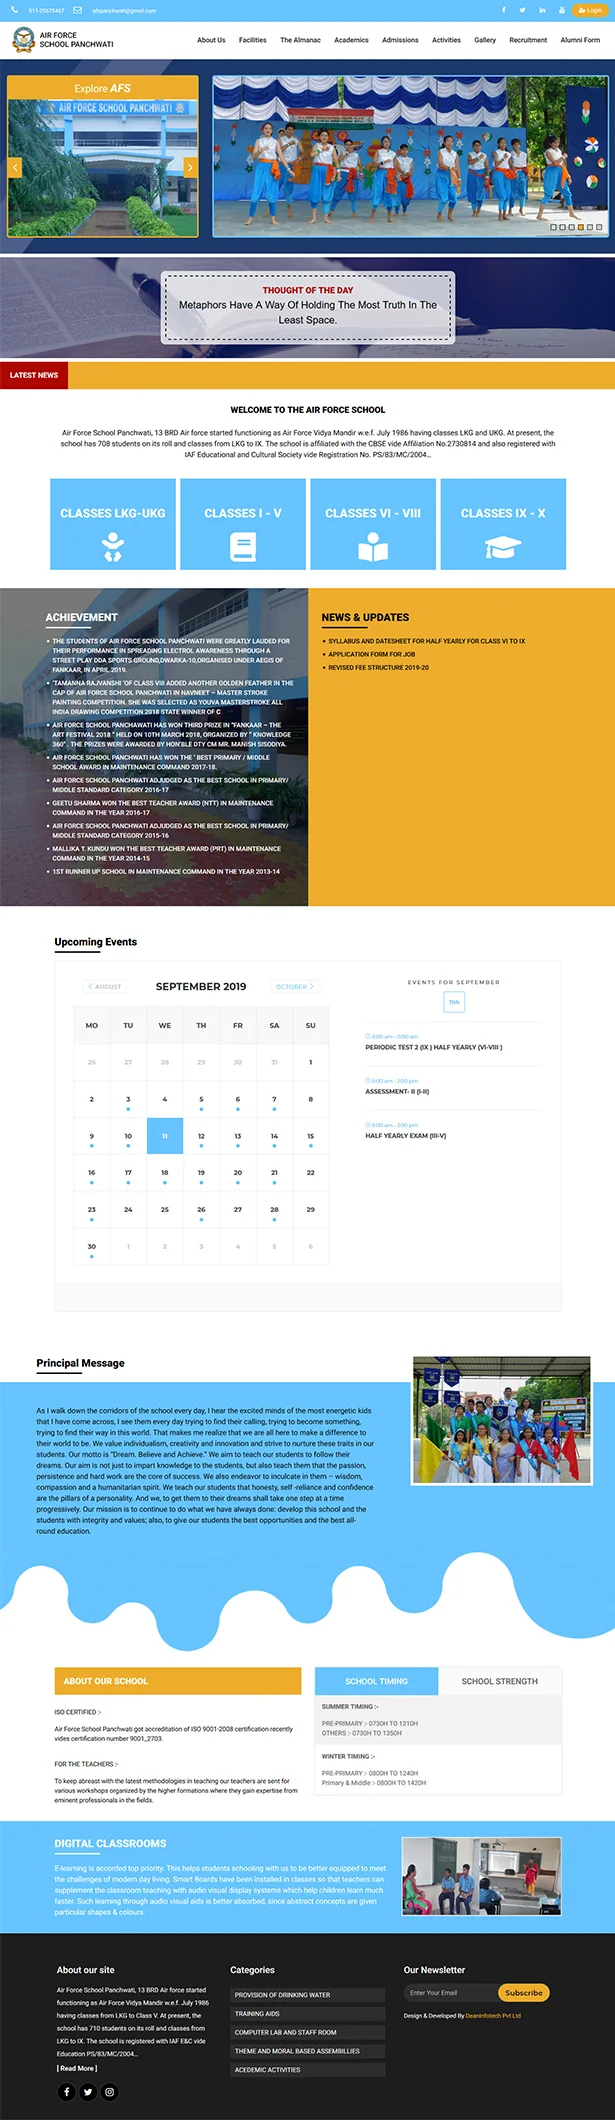 011-25675467 afspanchwati@gmail.com Login
AIR FORCE
SCHOOL PANCHWATI
About Us Facilities The Almanac Academics Admissions Activities Gallery Recruitment Alumni Form
Explore AFS
AIR FORCE SCHOOL PANCHWATI
THOUGHT OF THE DAY
Metaphors Have A Way Of Holding The Most Truth In The
Least Space.
LATEST NEWS
WELCOME TO THE AIR FORCE SCHOOL
Air Force School Panchwati, 13 BRD Air force started functioning as Air Force Vidya Mandir w.e.f. July 1986 having classes LKG and UKG. At present, the
school has 708 students on its roll and classes from LKG to IX. The school is affiliated with the CBSE vide Affiliation No.2730814 and also registered with
IAF Educational and Cultural Society vide Registration No. PS/83/MC/2004...
CLASSES LKG-UKG
CLASSES I - V
CLASSES VI - VIII
CLASSES IX - X
ACHIEVEMENT
• THE STUDENTS OF AIR FORCE SCHOOL PANCHWATI WERE GREATLY LAUDED FOR
THEIR PERFORMANCE IN SPREADING ELECTROL AWARENESS THROUGH A
STREET PLAY DDA SPORTS GROUND,DWARKA-10,ORGANISED UNDER AEGIS OF
FANKAAR, IN APRIL 2019.
• 'TAMANNA RAJVANSHI 'OF CLASS VIII ADDED ANOTHER GOLDEN FEATHER IN THE
CAP OF AIR FORCE SCHOOL PANCHWATI IN NAVNEET – MASTER STROKE
PAINTING COMPETITION. SHE WAS SELECTED AS YOUVA MASTERSTROKE ALL
INDIA DRAWING COMPETITION 2018 STATE WINNER OF C
• AIR FORCE SCHOOL PANCHAWATI HAS WON THIRD PRIZE IN "FANKAAR – THE
ART FESTIVAL 2018 " HELD ON 10TH MARCH 2018, ORGANIZED BY " KNOWLEDGE
360" . THE PRIZES WERE AWARDED BY HON'BLE DTY CM MR. MANISH SISODIYA.
• AIR FORCE SCHOOL PANCHWATI HAS WON THE ' BEST PRIMARY / MIDDLE
SCHOOL AWARD IN MAINTENANCE COMMAND 2017-18.
• AIR FORCE SCHOOL PANCHWATI ADJUDGED AS THE BEST SCHOOL IN PRIMARY/
MIDDLE STANDARD CATEGORY 2016-17
• GEETU SHARMA WON THE BEST TEACHER AWARD (NTT) IN MAINTENANCE
COMMAND IN THE YEAR 2016-17
• AIR FORCE SCHOOL PANCHWATI ADJUDGED AS THE BEST SCHOOL IN PRIMARY/
MIDDLE STANDARD CATEGORY 2015-16
• MALLIKA T. KUNDU WON THE BEST TEACHER AWARD (PRT) IN MAINTENANCE
COMMAND IN THE YEAR 2014-15
• 1ST RUNNER UP SCHOOL IN MAINTENANCE COMMAND IN THE YEAR 2013-14
NEWS & UPDATES
• SYLLABUS AND DATESHEET FOR HALF YEARLY FOR CLASS VI TO IX
• APPLICATION FORM FOR JOB
• REVISED FEE STRUCTURE 2019-20
Upcoming Events
AUGUST SEPTEMBER 2019 OCTOBER
MO TU WE TH FR SA SU
26 27 28 29 30 31 1
2 3 4 5 6 7 8
9 10 11 12 13 14 15
16 17 18 19 20 21 22
23 24 25 26 27 28 29
30 1 2 3 4 5 6
EVENTS FOR SEPTEMBER
11th
8:00 am - 11:00 am
PERIODIC TEST 2 (IX ) HALF YEARLY (VI-VIII )
8:00 am - 2:00 pm
ASSESSMENT- II (I-II)
8:00 am - 2:00 pm
HALF YEARLY EXAM (III-V)
Principal Message
As I walk down the corridors of the school every day, I hear the excited minds of the most energetic kids
that I have come across, I see them every day trying to find their calling, trying to become something,
trying to find their way in this world. That makes me realize that we are all here to make a difference to
their world to be. We value individualism, creativity and innovation and strive to nurture these traits in our
students. Our motto is "Dream. Believe and Achieve." We aim to teach our students to follow their
dreams. Our aim is not just to impart knowledge to the students, but also teach them that the passion,
persistence and hard work are the core of success. We also endeavor to inculcate in them – wisdom,
compassion and a humanitarian spirit. We teach our students that honesty, self -reliance and confidence
are the pillars of a personality. And we, to get them to their dreams shall take one step at a time
progressively. Our mission is to continue to do what we have always done: develop this school and the
students with integrity and values; also, to give our students the best opportunities and the best all-
round education.
ABOUT OUR SCHOOL
ISO CERTIFIED :-
Air Force School Panchwati got accreditation of ISO 9001-2008 certification recently
vides certification number 9001_2703.
FOR THE TEACHERS :-
To keep abreast with the latest methodologies in teaching our teachers are sent for
various workshops organized by the higher formations where they gain expertise from
eminent professionals in the fields.
SCHOOL TIMING SCHOOL STRENGTH
SUMMER TIMING :-
PRE-PRIMARY :- 0730H TO 1210H
OTHERS :- 0730H TO 1350H
WINTER TIMING :-
PRE-PRIMARY :- 0800H TO 1240H
Primary & Middle :- 0800H TO 1420H
DIGITAL CLASSROOMS
E-learning is accorded top priority. This helps students schooling with us to be better equipped to meet
the challenges of modern day living. Smart Boards have been installed in classes so that teachers can
supplement the classroom teaching with audio visual display systems which help children learn much
faster. Such learning through audio visual aids is better absorbed, since abstract concepts are given
particular shapes & colours.
About our site
Air Force School Panchwati, 13 BRD Air force started
functioning as Air Force Vidya Mandir w.e.f. July 1986
having classes from LKG to Class V. At present, the
school has 710 students on its roll and classes from
LKG to IX. The school is registered with IAF E&C vide
Education PS/83/MC/2004...
[ Read More ]
Categories
PROVISION OF DRINKING WATER
TRAINING AIDS
COMPUTER LAB AND STAFF ROOM
THEME AND MORAL BASED ASSEMBILLIES
ACEDEMIC ACTIVITIES
Our Newsletter
Enter Your Email Subscribe
Design & Developed By Deaninfotech Pvt Ltd